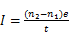 I = (n₂−n₁)e / t